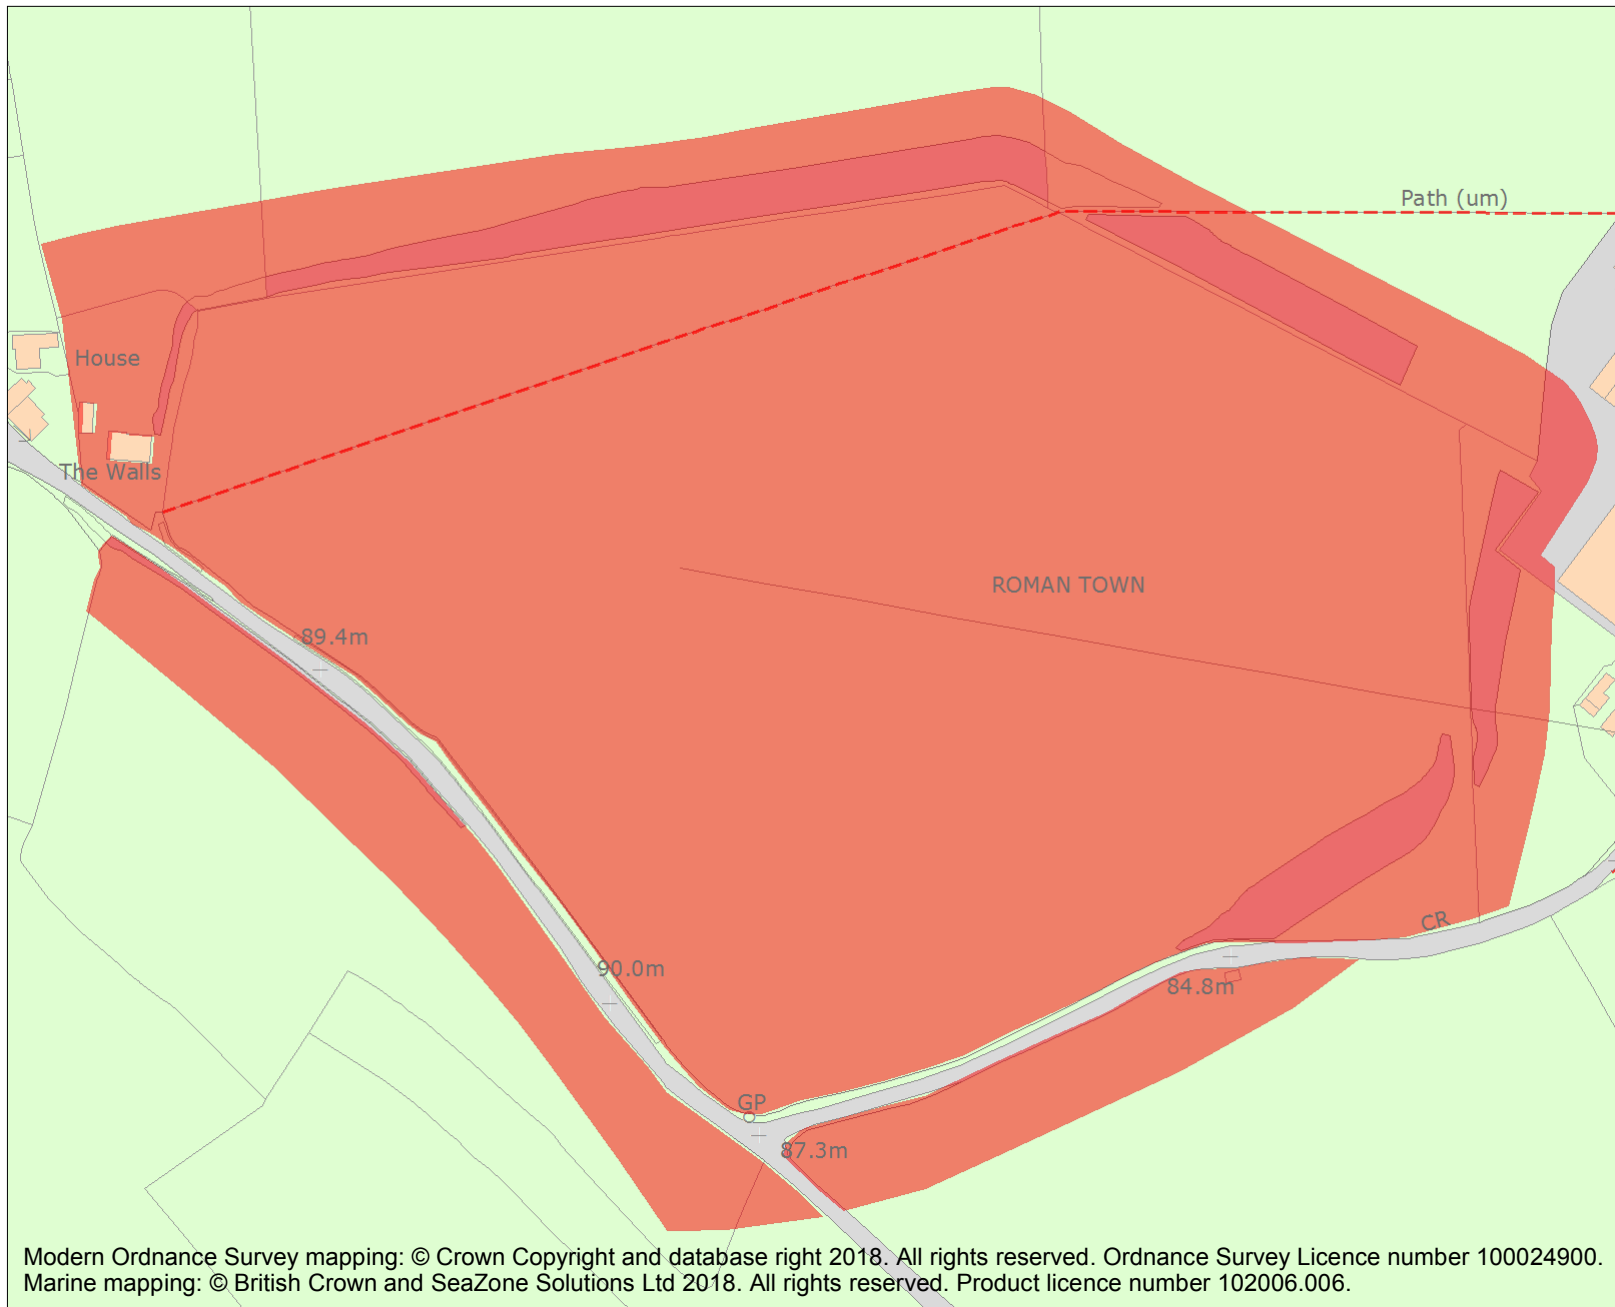 Path (um)
House
The Walls
ROMAN TOWN
89.4m
CR
90.0m
84.8m
GP
87.3m
Modern Ordnance Survey mapping: © Crown Copyright and database right 2018. All rights reserved. Ordnance Survey Licence number 100024900.
Marine mapping: © British Crown and SeaZone Solutions Ltd 2018. All rights reserved. Product licence number 102006.006.